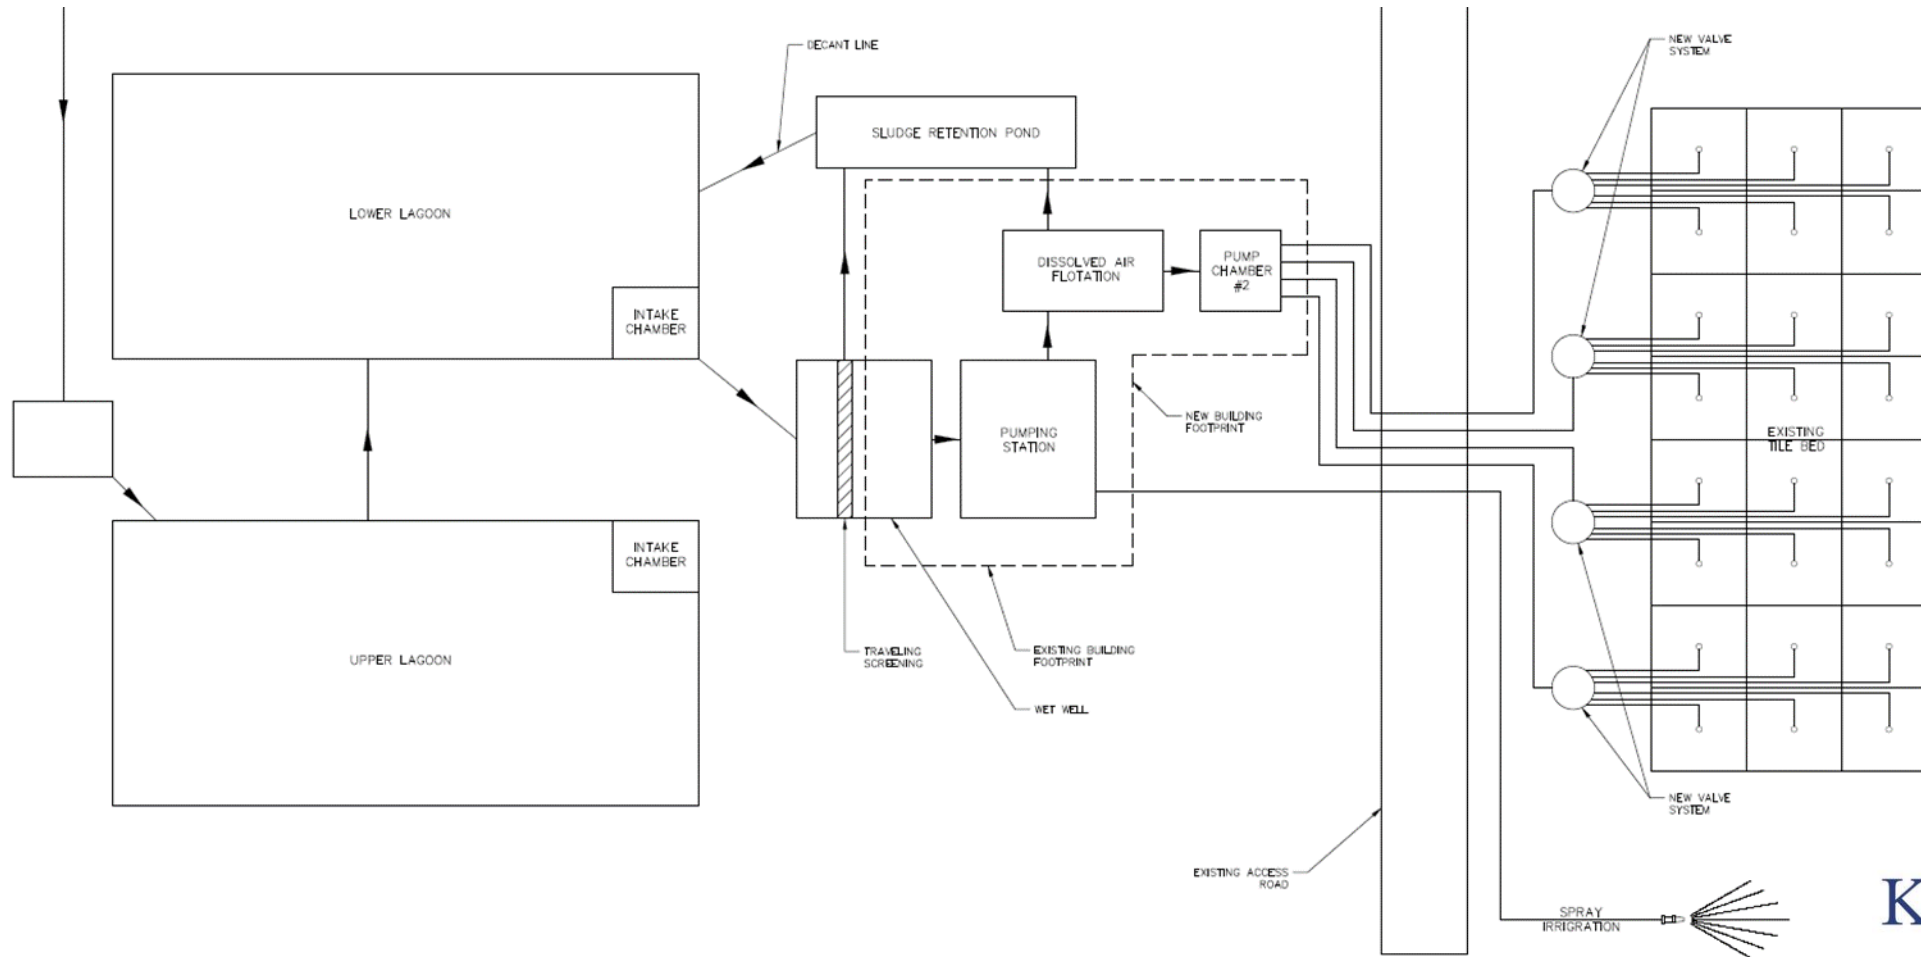 DECANT LINE
NEW VALVE
SYSTEM
SLUDGE RETENTION POND
LOWER LAGOON
DISSOLVED AIR
FLOTATION
PUMP
CHAMBER
#2
INTAKE
CHAMBER
NEW BUILDING
FOOTPRINT
PUMPING
STATION
EXISTING
TILE BED
INTAKE
CHAMBER
UPPER LAGOON
TRAVELING
SCREENING
EXISTING BUILDING
FOOTPRINT
WET WELL
NEW VALVE
SYSTEM
EXISTING ACCESS
ROAD
SPRAY
IRRIGRATION
K